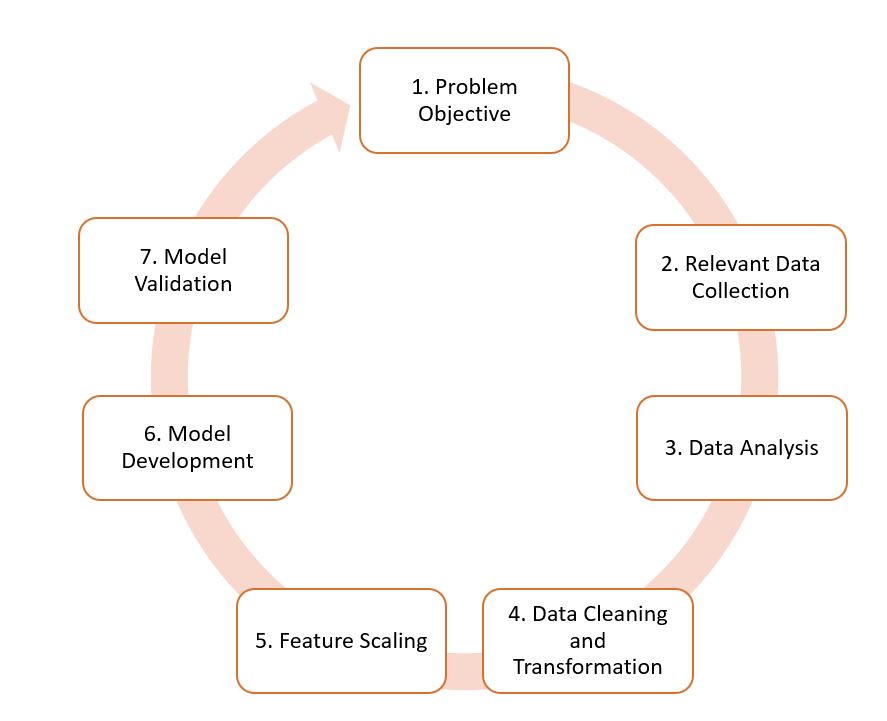 1. Problem
Objective
2. Relevant Data
Collection
3. Data Analysis
4. Data Cleaning
and
Transformation
5. Feature Scaling
6. Model
Development
7. Model
Validation